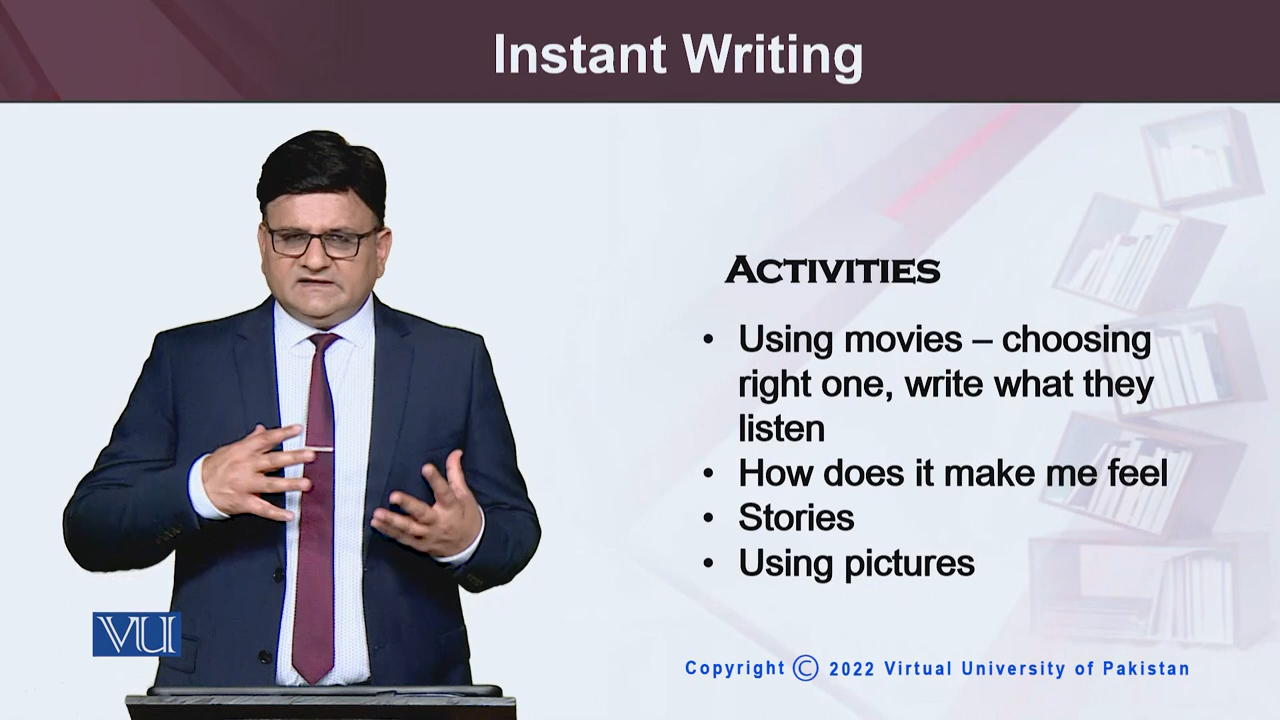 Instant Writing
ACTIVITIES
• Using movies – choosing
right one, write what they
listen
• How does it make me feel
• Stories
• Using pictures
VU
Copyright © 2022 Virtual University of Pakistan